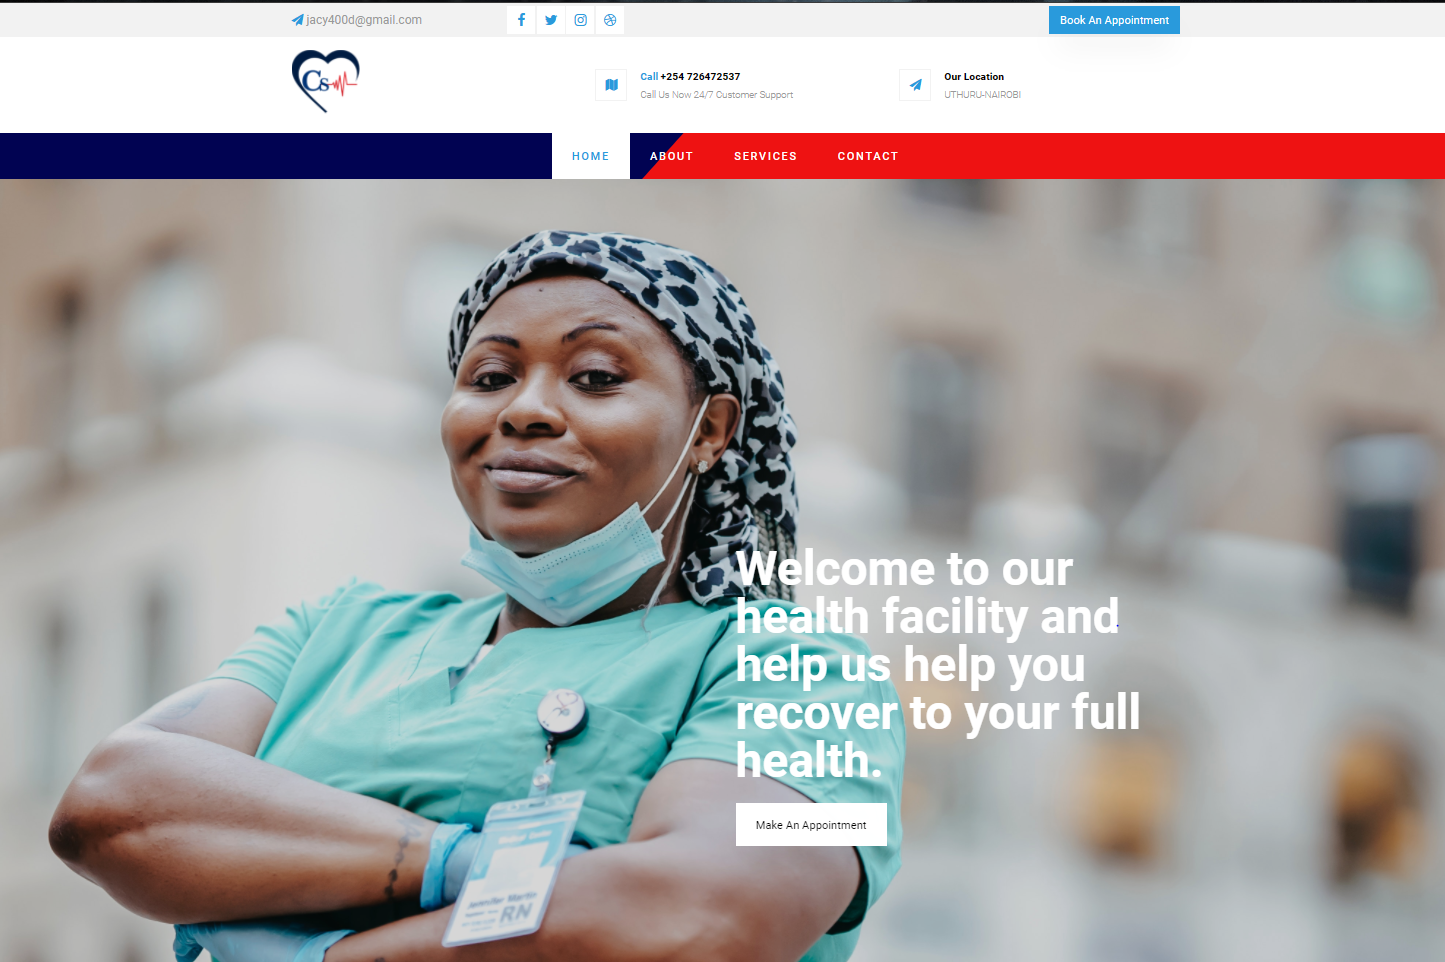 jacy400d@gmail.com
Book An Appointment
Cs
Call +254 726472537
Call Us Now 24/7 Customer Support
Our Location
UTHURU-NAIROBI
HOME
ABOUT
SERVICES
CONTACT
Welcome to our
health facility and
help us help you
recover to your full
health.
Make An Appointment
Jennifer Martin
RN